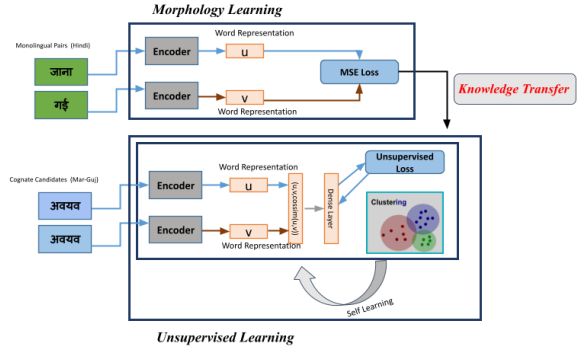 Morphology Learning
Monolingual Pairs (Hindi)
Word Representation
जाना
Encoder
u
MSE Loss
गई
Encoder
v
Word Representation
Knowledge Transfer
Cognate Candidates (Mar-Guj)
Word Representation
अवयव
Encoder
u
(u,v,cossim(u,v))
Dense Layer
Unsupervised
Loss
अवयव
Encoder
v
Word Representation
Clustering
Self Learning
Unsupervised Learning